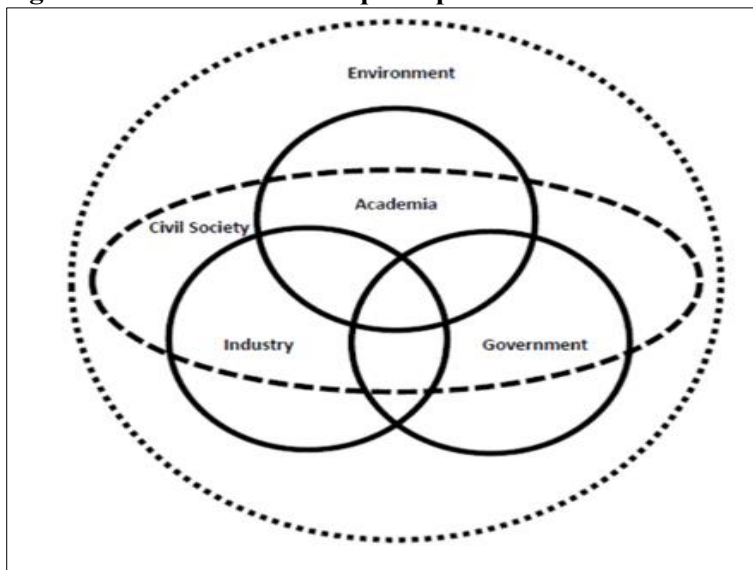 Environment
Academia
Civil Society
Industry
Government